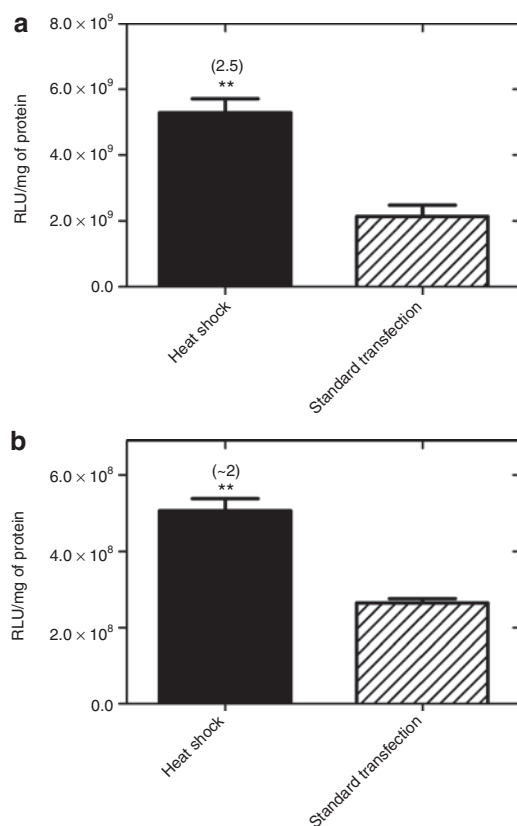 a
8.0 × 10⁹
6.0 × 10⁹
4.0 × 10⁹
2.0 × 10⁹
0.0
RLU/mg of protein
(2.5)
**
Heat shock
Standard transfection
b
6.0 × 10⁸
4.0 × 10⁸
2.0 × 10⁸
0.0
RLU/mg of protein
(~2)
**
Heat shock
Standard transfection